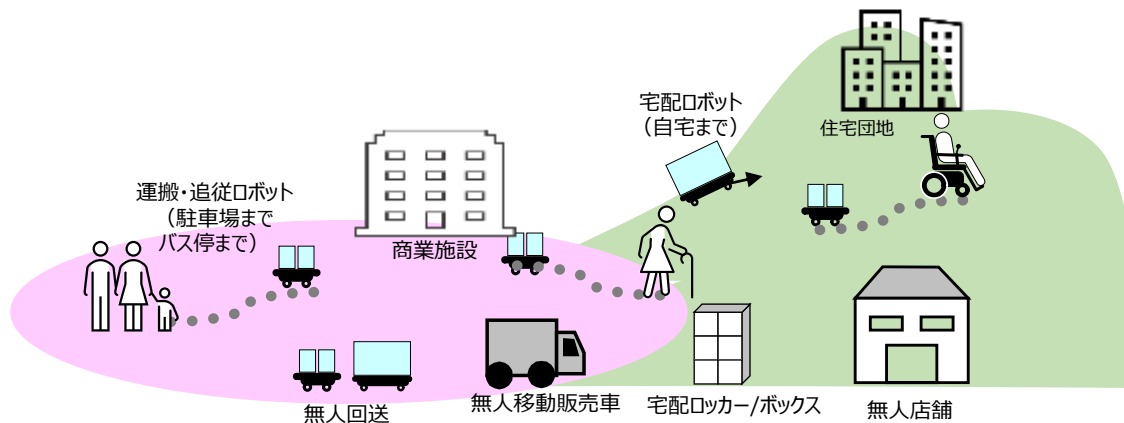 宅配ロボット
（自宅まで）
住宅団地
運搬・追従ロボット
（駐車場まで
バス停まで）
商業施設
無人回送
無人移動販売車
宅配ロッカー/ボックス
無人店舗